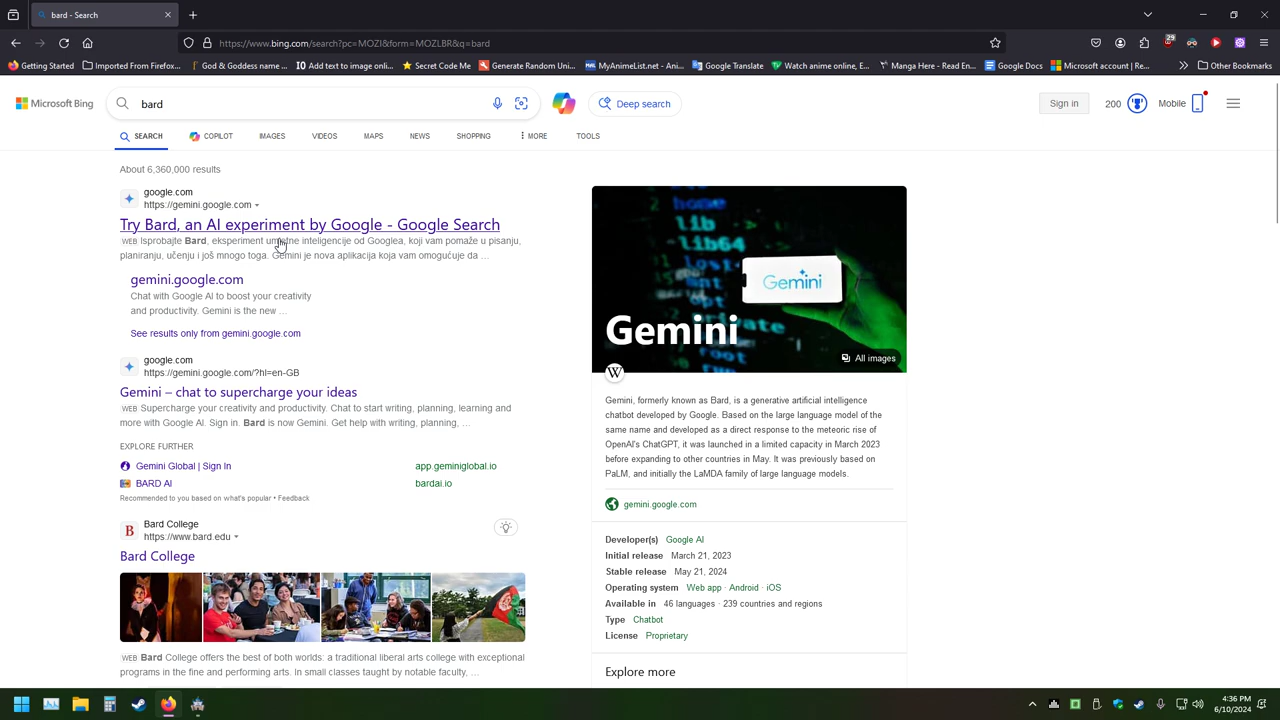 bard - Search
https://www.bing.com/search?pc=MOZI&form=MOZLBR&q=bard
29
Getting Started
Imported From Firefox...
God & Goddess name ...
Add text to image onli...
Secret Code Me
Generate Random Uni...
MyAnimeList.net - Ani...
Google Translate
Watch anime online, E...
Manga Here - Read O...
Google Docs
Microsoft account | Re...
Other Bookmarks
Microsoft Bing
bard
Deep search
Sign in
200
Mobile
SEARCH
COPILOT
IMAGES
VIDEOS
MAPS
NEWS
SHOPPING
MORE
TOOLS
About 6,360,000 results
google.com
https://gemini.google.com
Try Bard, an AI experiment by Google - Google Search
WEB Isprobajte Bard, eksperiment umjetne inteligencije od Googlea, koji vam pomaže u pisanju,
planiranju, učenju i još mnogo toga. Gemini je nova aplikacija koja vam omogućuje da ...
gemini.google.com
Chat with Google AI to boost your creativity
and productivity. Gemini is the new ...
See results only from gemini.google.com
google.com
https://gemini.google.com/?hl=en-GB
Gemini – chat to supercharge your ideas
WEB Supercharge your creativity and productivity. Chat to start writing, planning, learning and
more with Google AI. Sign in. Bard is now Gemini. Get help with writing, planning, ...
EXPLORE FURTHER
Gemini Global | Sign In
app.geminiglobal.io
BARD AI
bardai.io
Recommended to you based on what's popular • Feedback
B
Bard College
https://www.bard.edu
Bard College
WEB Bard College offers the best of both worlds: a traditional liberal arts college with exceptional
programs in the fine and performing arts. In small classes taught by notable faculty, ...
home
lib
lib64
lost
mnt
opt
private
root
run
Gemini
Gemini
All images
W
Gemini, formerly known as Bard, is a generative artificial intelligence
chatbot developed by Google. Based on the large language model of the
same name and developed as a direct response to the meteoric rise of
OpenAI's ChatGPT, it was launched in a limited capacity in March 2023
before expanding to other countries in May. It was previously based on
PaLM, and initially the LaMDA family of large language models.
gemini.google.com
Developer(s) Google AI
Initial release March 21, 2023
Stable release May 21, 2024
Operating system Web app · Android · iOS
Available in 46 languages · 239 countries and regions
Type Chatbot
License Proprietary
Explore more
4:36 PM
6/10/2024